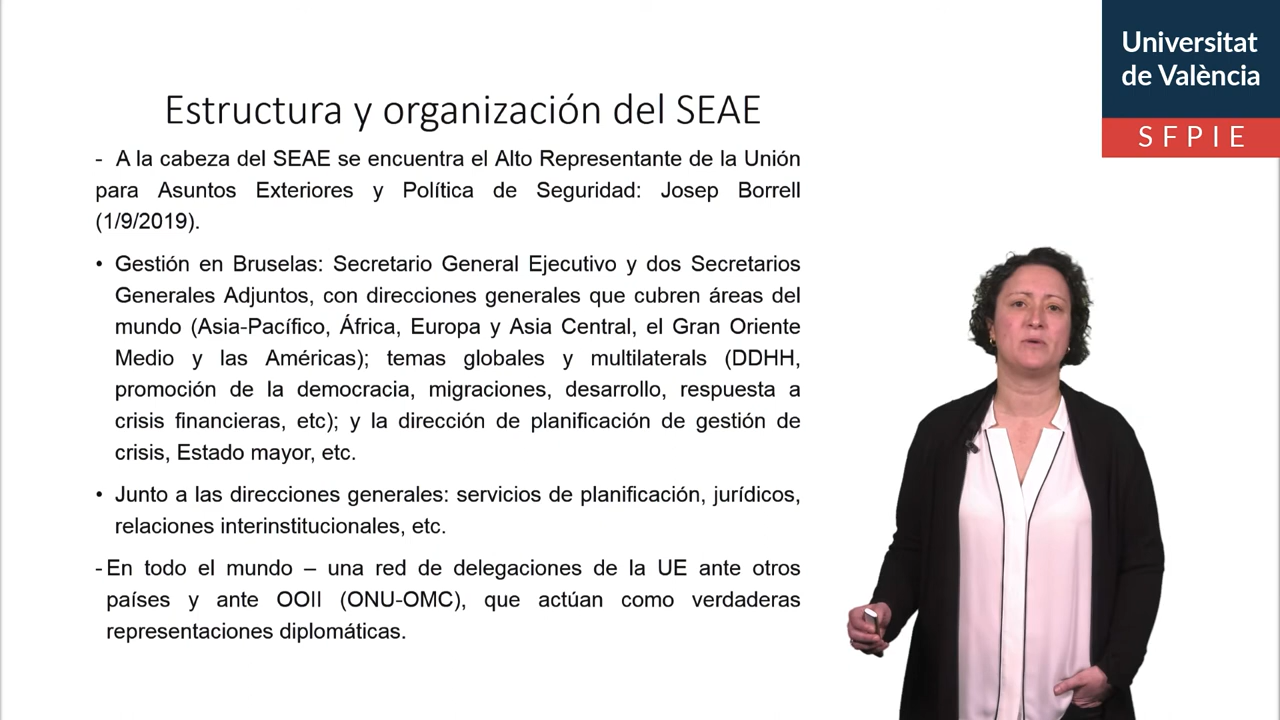 Universitat
de València
SFPIE
Estructura y organización del SEAE
- A la cabeza del SEAE se encuentra el Alto Representante de la Unión
para Asuntos Exteriores y Política de Seguridad: Josep Borrell
(1/9/2019).
• Gestión en Bruselas: Secretario General Ejecutivo y dos Secretarios
Generales Adjuntos, con direcciones generales que cubren áreas del
mundo (Asia-Pacífico, África, Europa y Asia Central, el Gran Oriente
Medio y las Américas); temas globales y multilaterals (DDHH,
promoción de la democracia, migraciones, desarrollo, respuesta a
crisis financieras, etc); y la dirección de planificación de gestión de
crisis, Estado mayor, etc.
• Junto a las direcciones generales: servicios de planificación, jurídicos,
relaciones interinstitucionales, etc.
- En todo el mundo – una red de delegaciones de la UE ante otros
países y ante OOII (ONU-OMC), que actúan como verdaderas
representaciones diplomáticas.